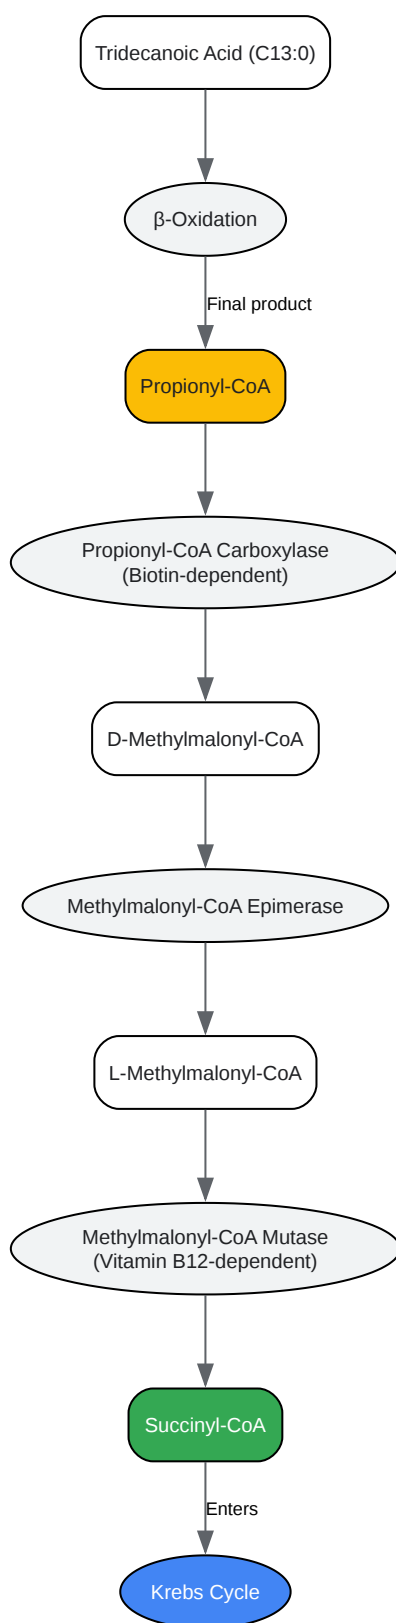 Tridecanoic Acid (C13:0)
β-Oxidation
Final product
Propionyl-CoA
Propionyl-CoA Carboxylase
(Biotin-dependent)
D-Methylmalonyl-CoA
Methylmalonyl-CoA Epimerase
L-Methylmalonyl-CoA
Methylmalonyl-CoA Mutase
(Vitamin B12-dependent)
Succinyl-CoA
Enters
Krebs Cycle